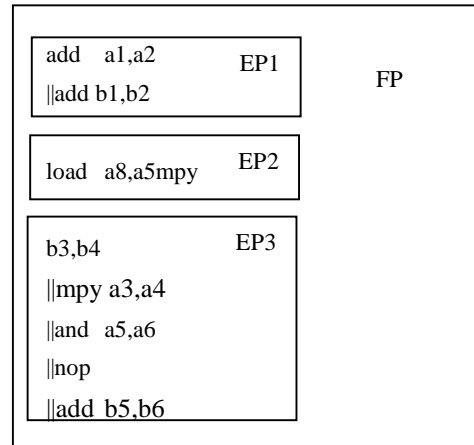 add a1,a2 EP1
||add b1,b2
FP
load a8,a5mpy EP2
b3,b4 EP3
||mpy a3,a4
||and a5,a6
||nop
||add b5,b6